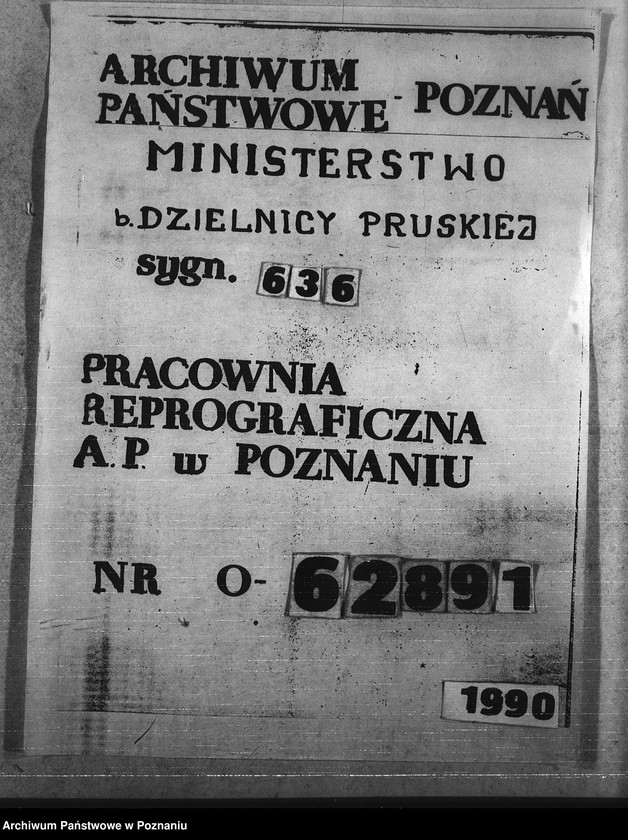 ARCHIWUM
PAŃSTWOWE - POZNAŃ
MINISTERSTWO
b. DZIELNICY PRUSKIEJ
sygn. 636
PRACOWNIA
REPROGRAFICZNA
A. P. w POZNANIU
NR O-62891
1990
Archiwum Państwowe w Poznaniu